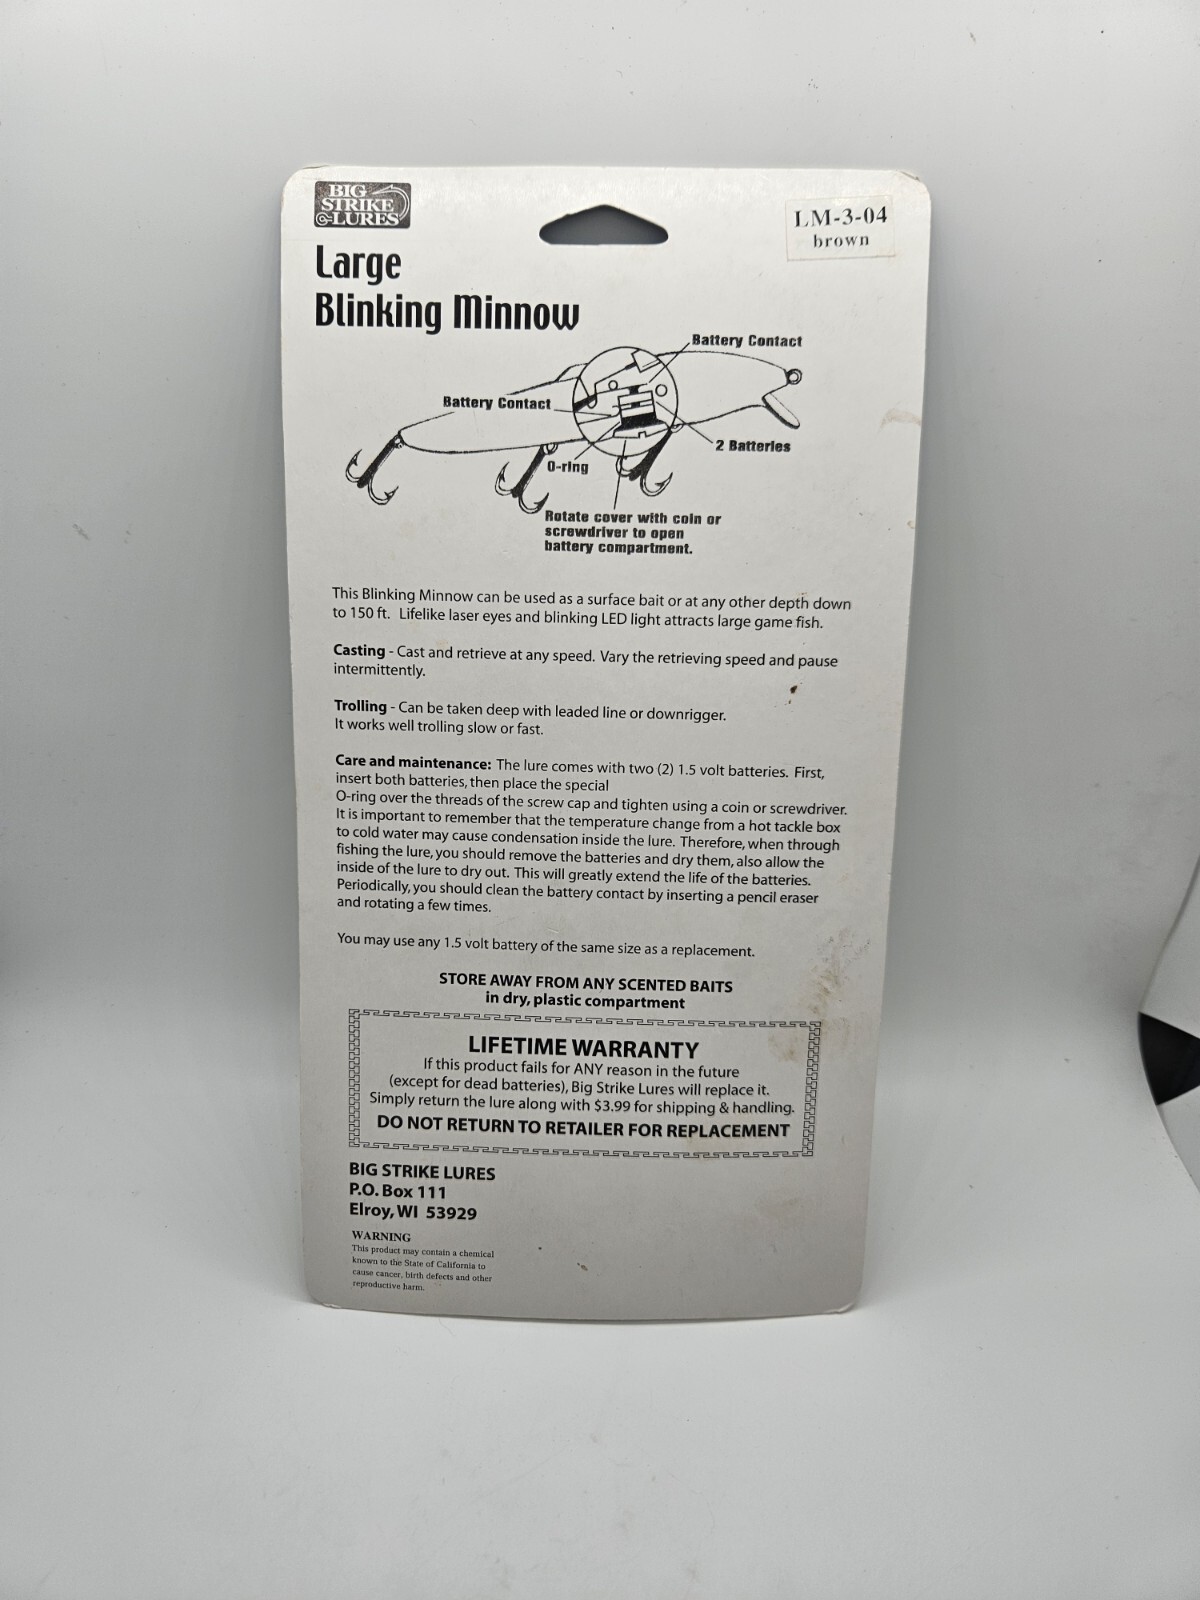 BIG
STRIKE
LURES
LM-3-04
brown
Large
Blinking Minnow
Battery Contact
Battery Contact
2 Batteries
O-ring
Rotate cover with coin or
screwdriver to open
battery compartment.
This Blinking Minnow can be used as a surface bait or at any other depth down
to 150 ft. Lifelike laser eyes and blinking LED light attracts large game fish.
Casting - Cast and retrieve at any speed. Vary the retrieving speed and pause
intermittently.
Trolling - Can be taken deep with leaded line or downrigger.
It works well trolling slow or fast.
Care and maintenance: The lure comes with two (2) 1.5 volt batteries. First,
insert both batteries, then place the special
O-ring over the threads of the screw cap and tighten using a coin or screwdriver.
It is important to remember that the temperature change from a hot tackle box
to cold water may cause condensation inside the lure. Therefore, when through
fishing the lure, you should remove the batteries and dry them, also allow the
inside of the lure to dry out. This will greatly extend the life of the batteries.
Periodically, you should clean the battery contact by inserting a pencil eraser
and rotating a few times.
You may use any 1.5 volt battery of the same size as a replacement.
STORE AWAY FROM ANY SCENTED BAITS
in dry, plastic compartment
LIFETIME WARRANTY
If this product fails for ANY reason in the future
(except for dead batteries), Big Strike Lures will replace it.
Simply return the lure along with $3.99 for shipping & handling.
DO NOT RETURN TO RETAILER FOR REPLACEMENT
BIG STRIKE LURES
P.O. Box 111
Elroy, WI 53929
WARNING
This product may contain a chemical
known to the State of California to
cause cancer, birth defects and other
reproductive harm.